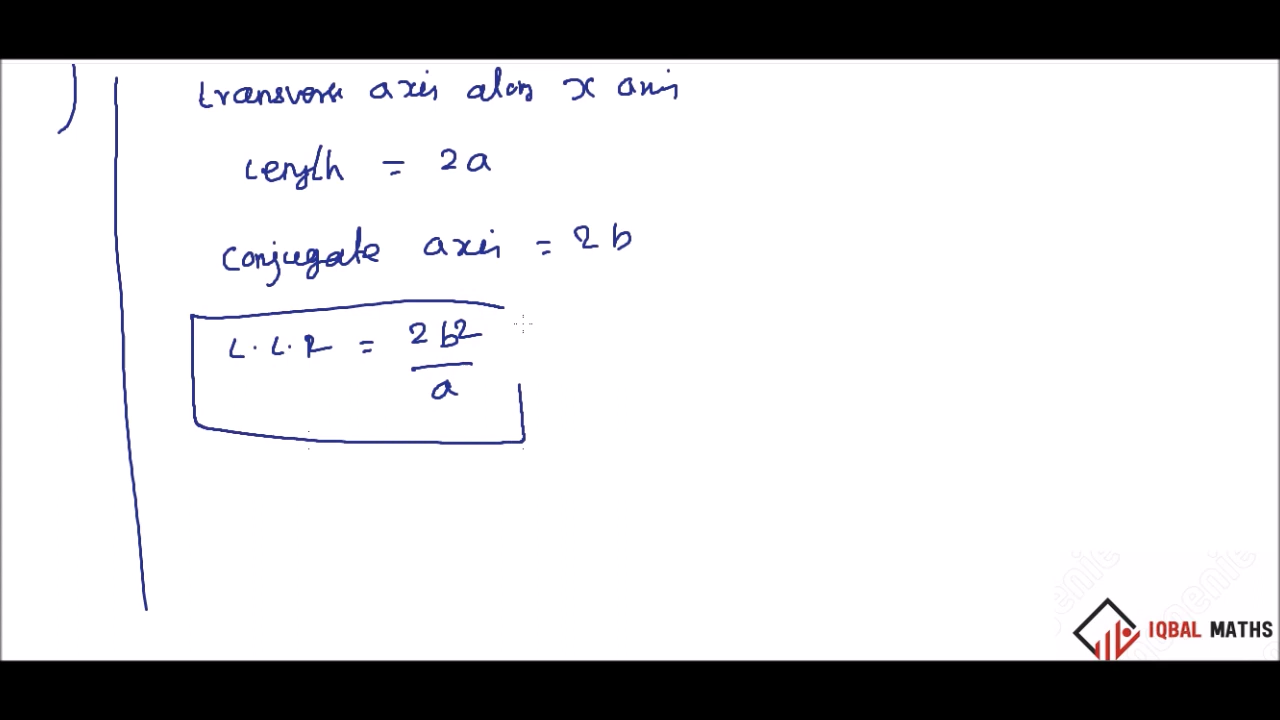 )
transverse axis along x axis
Length = 2a
Conjugate axis = 2b
L.L.R = 2b2/a
IQBAL MATHS